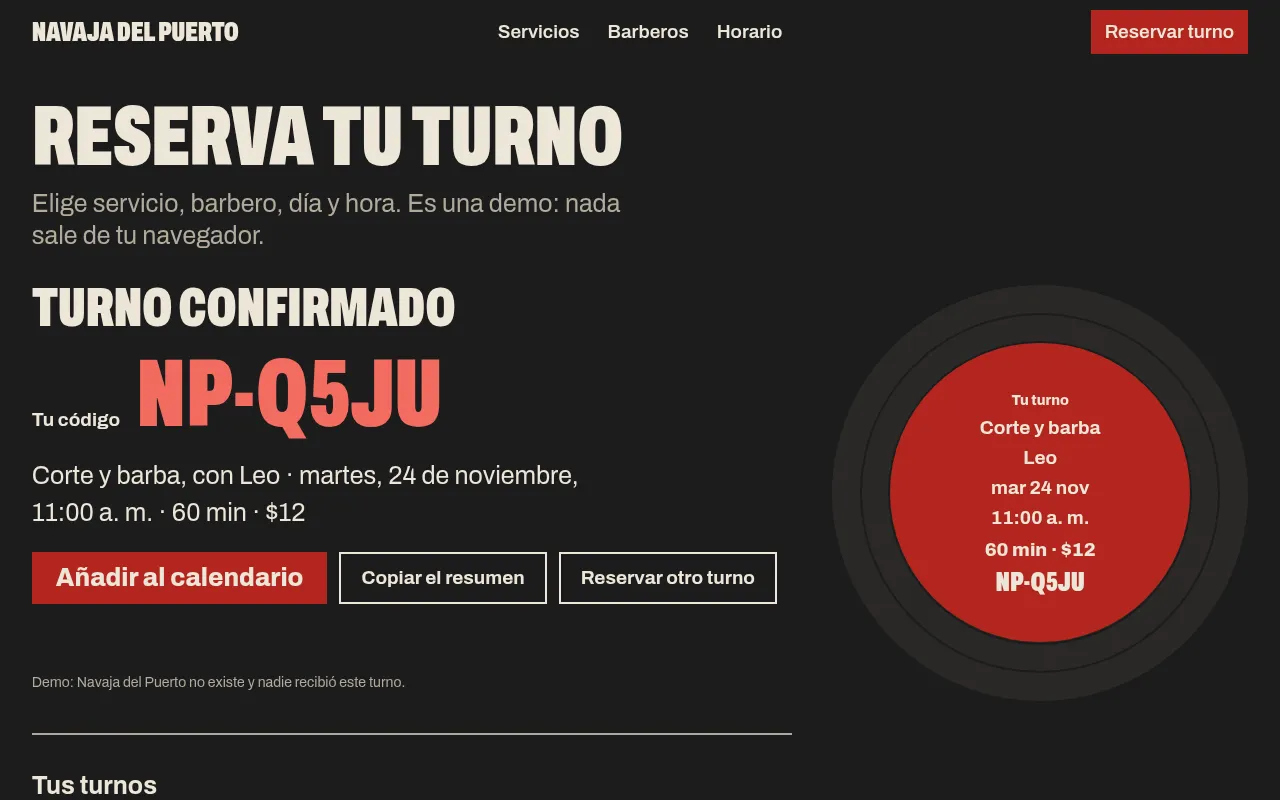 NAVAJA DEL PUERTO
Servicios
Barberos
Horario
Reservar turno
RESERVA TU TURNO
Elige servicio, barbero, día y hora. Es una demo: nada
sale de tu navegador.
TURNO CONFIRMADO
Tu código NP-Q5JU
Corte y barba, con Leo · martes, 24 de noviembre,
11:00 a. m. · 60 min · $12
Añadir al calendario
Copiar el resumen
Reservar otro turno
Demo: Navaja del Puerto no existe y nadie recibió este turno.
Tus turnos
Tu turno
Corte y barba
Leo
mar 24 nov
11:00 a. m.
60 min · $12
NP-Q5JU